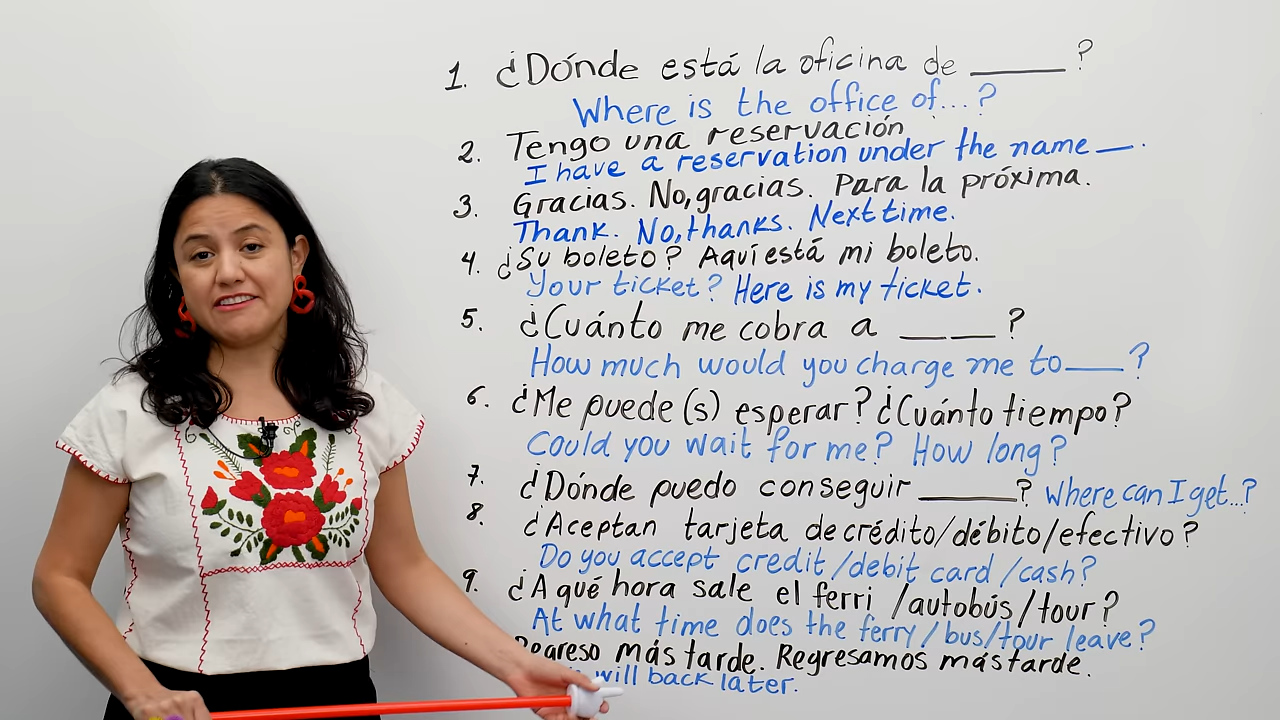 1. ¿Dónde está la oficina de _____ ?
Where is the office of...?
2. Tengo una reservación
I have a reservation under the name __.
3. Gracias. No, gracias. Para la próxima.
Thank. No, thanks. Next time.
4. ¿Su boleto? Aquí está mi boleto.
Your ticket? Here is my ticket.
5. ¿Cuánto me cobra a ___ ___ ?
How much would you charge me to ____?
6. ¿Me puede(s) esperar? ¿Cuánto tiempo?
Could you wait for me? How long?
7. ¿Dónde puedo conseguir ______? Where can I get...?
8. ¿Aceptan tarjeta de crédito/débito/efectivo?
Do you accept credit/debit card/cash?
9. ¿A qué hora sale el ferri /autobús/tour?
At what time does the ferry/bus/tour leave?
Regreso más tarde. Regresamos más tarde.
will back later.